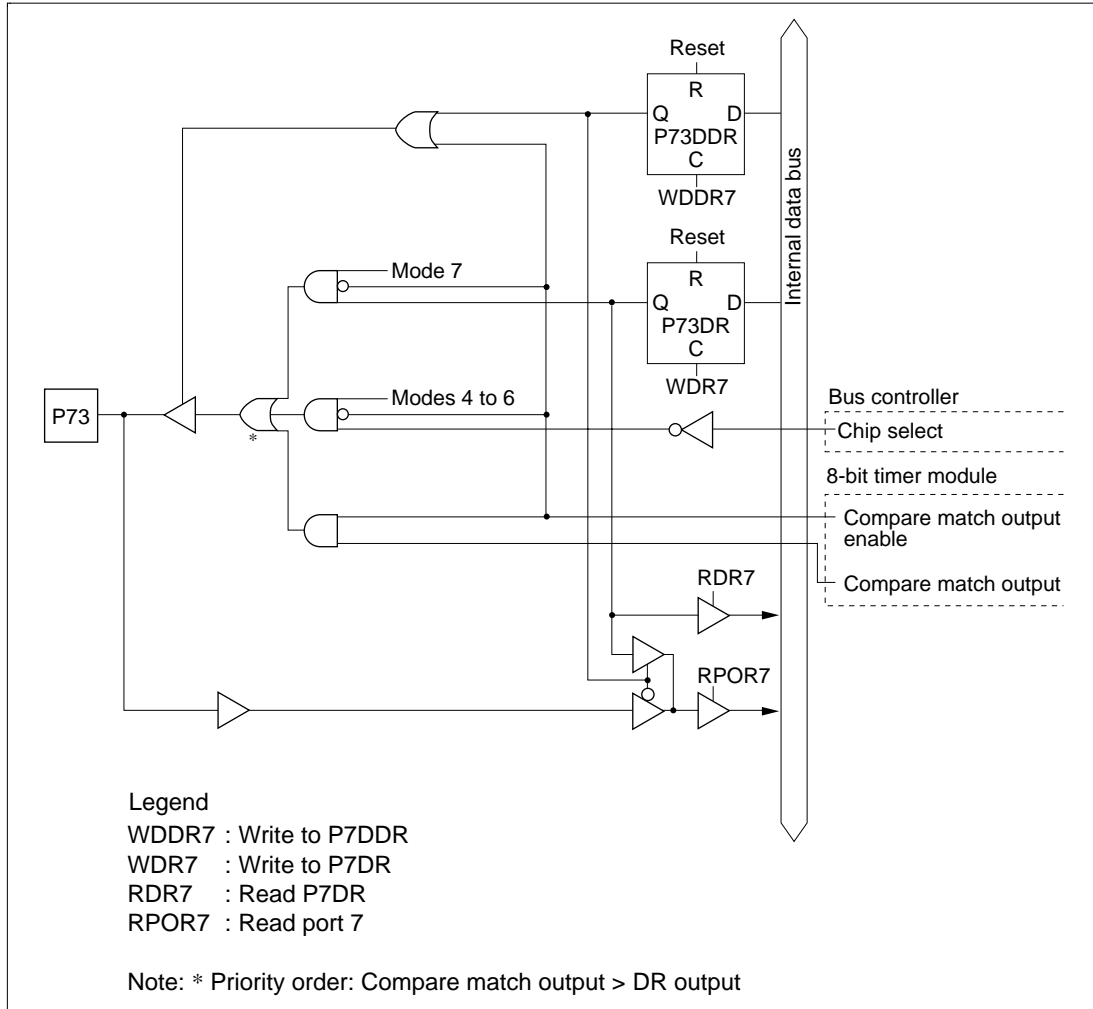 Reset
R
Q D
P73DDR
C
WDDR7
Internal data bus
Reset
Mode 7
R
Q D
P73DR
C
WDR7
P73
Modes 4 to 6
*
Bus controller
Chip select
8-bit timer module
Compare match output
enable
Compare match output
RDR7
RPOR7
Legend
WDDR7 : Write to P7DDR
WDR7 : Write to P7DR
RDR7 : Read P7DR
RPOR7 : Read port 7
Note: * Priority order: Compare match output > DR output